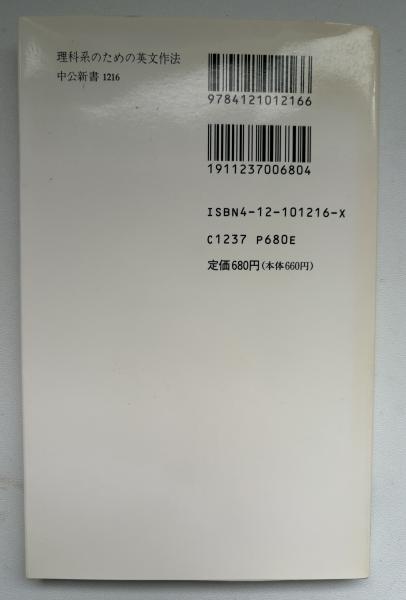 理科系のための英文作法
中公新書 1216
9784121012166
1911237006804
ISBN4-12-101216-X
C1237 P680E
定価680円(本体660円)